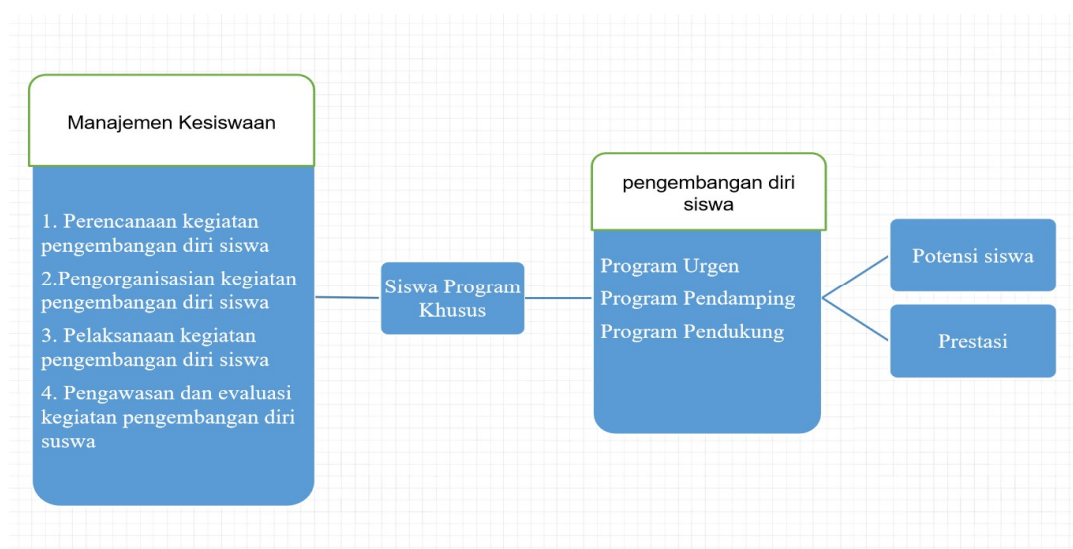 Manajemen Kesiswaan
1. Perencanaan kegiatan
pengembangan diri siswa
2.Pengorganisasian kegiatan
pengembangan diri siswa
3. Pelaksanaan kegiatan
pengembangan diri siswa
4. Pengawasan dan evaluasi
kegiatan pengembangan diri
suswa
Siswa Program
Khusus
pengembangan diri
siswa
Program Urgen
Program Pendamping
Program Pendukung
Potensi siswa
Prestasi